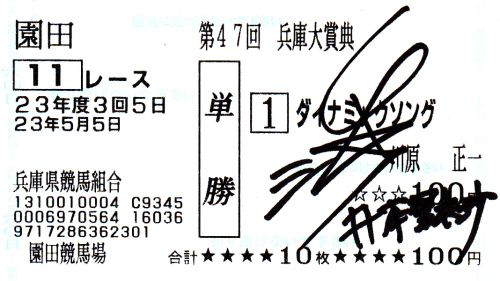 園田
第47回 兵庫大賞典
11 レース
23年度3回5日
23年5月5日
単勝
1 ダイナミックソング
川原 正一
☆☆☆100円
兵庫県競馬組合
1310010004 C9345
0006970564 16036
9717286362301
園田競馬場
合計★★★★10枚★★★★100円